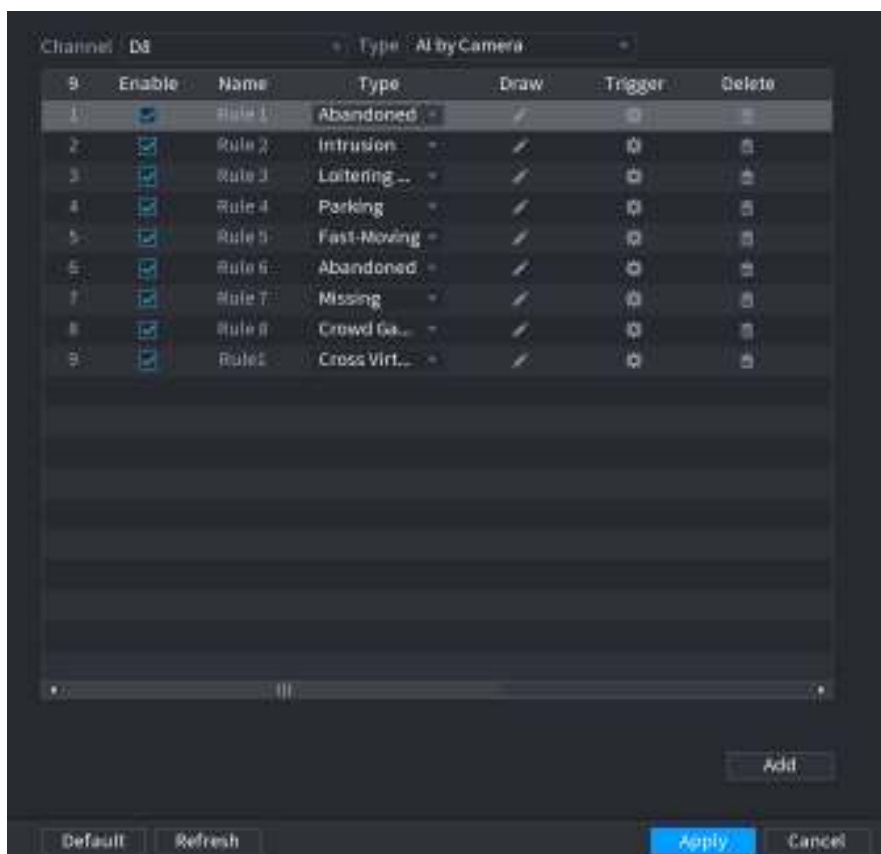 Channel D8 Type AI by Camera
9 Enable Name Type Draw Trigger Delete
1 Rule 1 Abandoned
2 Rule 2 Intrusion
3 Rule 3 Loitering ...
4 Rule 4 Parking
5 Rule 5 Fast-Moving
6 Rule 6 Abandoned
7 Rule 7 Missing
8 Rule 8 Crowd Ga...
9 Rule1 Cross Virt...
Add
Default Refresh Apply Cancel